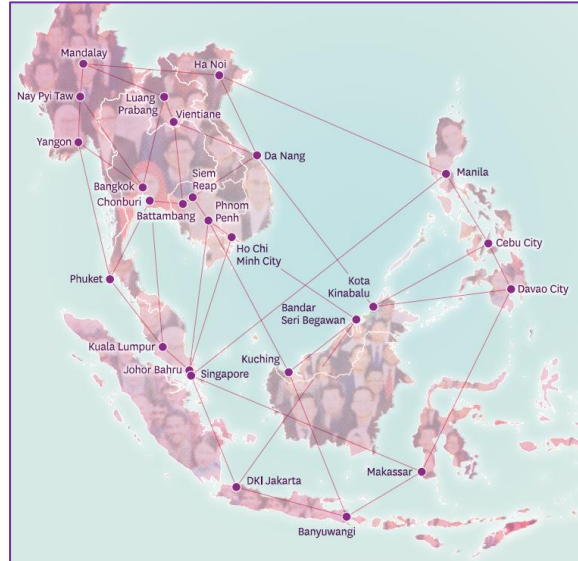 Mandalay
Ha Noi
Nay Pyi Taw
Luang
Prabang
Vientiane
Yangon
Da Nang
Manila
Bangkok
Siem
Reap
Chonburi
Battambang
Phnom
Penh
Ho Chi
Minh City
Cebu City
Phuket
Kota
Kinabalu
Davao City
Bandar
Seri Begawan
Kuala Lumpur
Kuching
Johor Bahru
Singapore
Makassar
DKI Jakarta
Banyuwangi